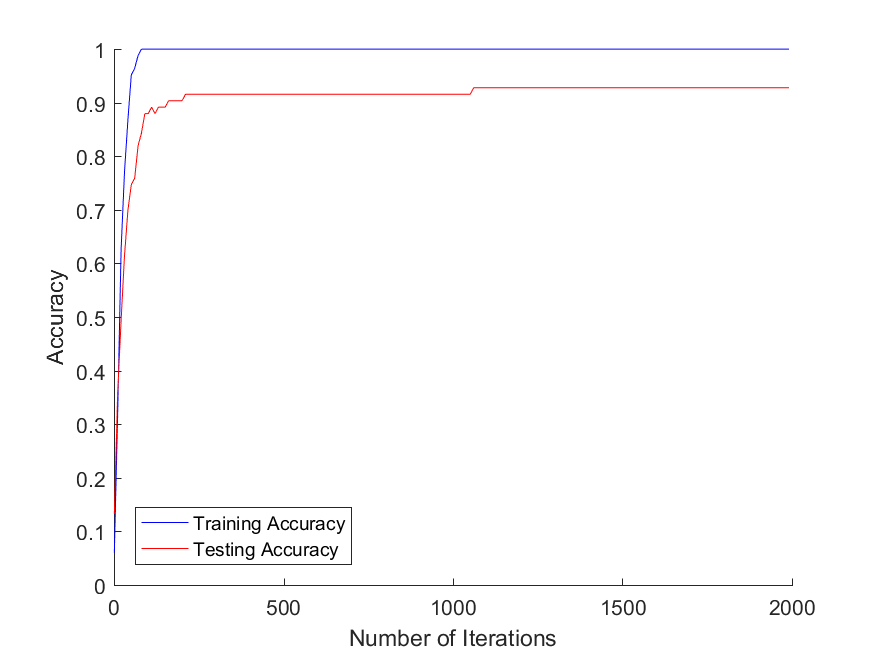 1
0.9
0.8
0.7
0.6
0.5
0.4
0.3
0.2
0.1
0
Accuracy
Training Accuracy
Testing Accuracy
0 500 1000 1500 2000
Number of Iterations